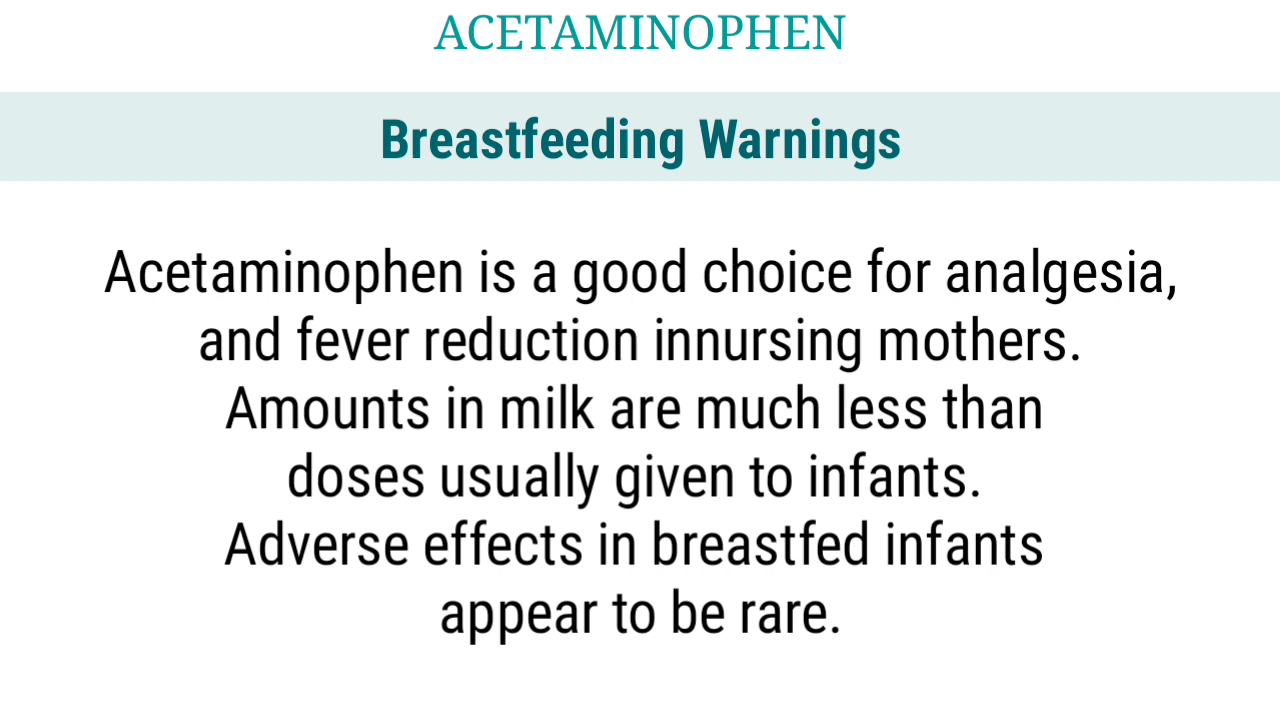 ACETAMINOPHEN
Breastfeeding Warnings
Acetaminophen is a good choice for analgesia,
and fever reduction innursing mothers.
Amounts in milk are much less than
doses usually given to infants.
Adverse effects in breastfed infants
appear to be rare.